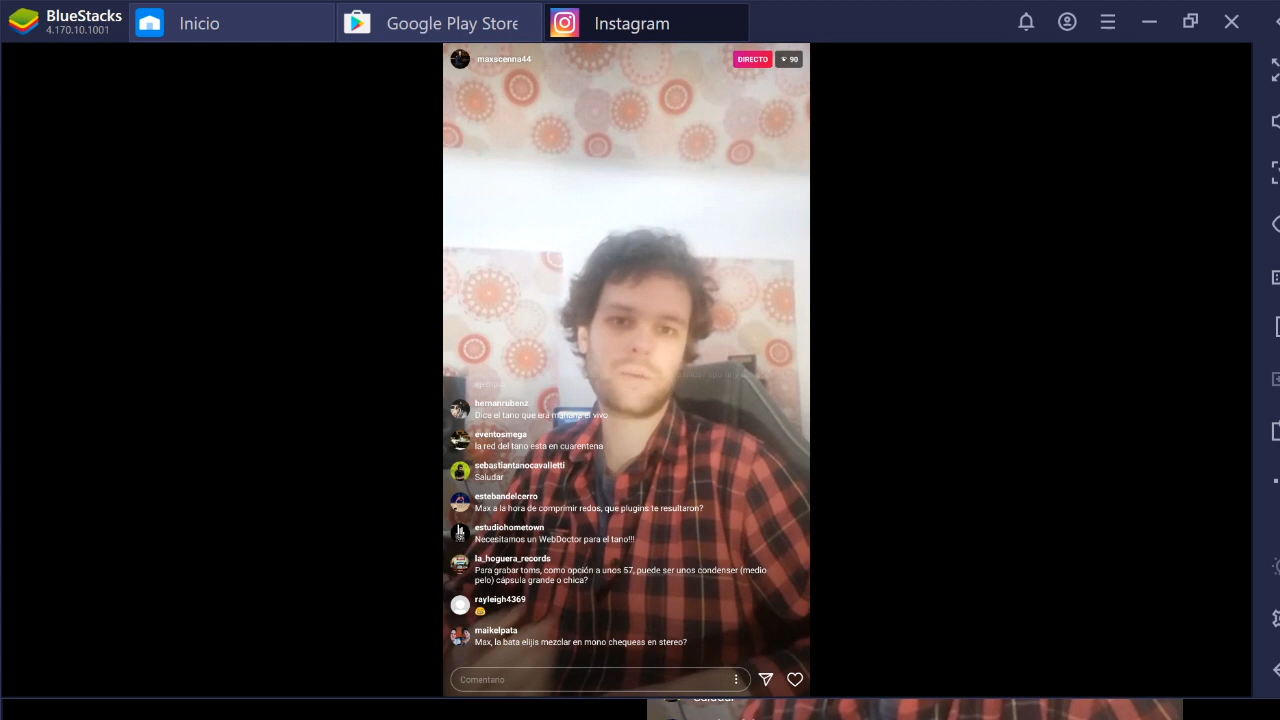 BlueStacks
4.170.10.1001
Inicio
Google Play Store
Instagram
maxscenna44
DIRECTO
90
ejemplo
hernanrubenz
Dice el tano que era mañana el vivo
eventosmega
la red del tano esta en cuarentena
sebastiantanocavalletti
Saludar
estebandelcerro
Max a la hora de comprimir redos, que plugins te resultaron?
estudiohometown
Necesitamos un WebDoctor para el tano!!!
la_hoguera_records
Para grabar toms, como opción a unos 57, puede ser unos condenser (medio
pelo) cápsula grande o chica?
rayleigh4369
maikelpata
Max, la bata elijis mezclar en mono chequeas en stereo?
Comentario